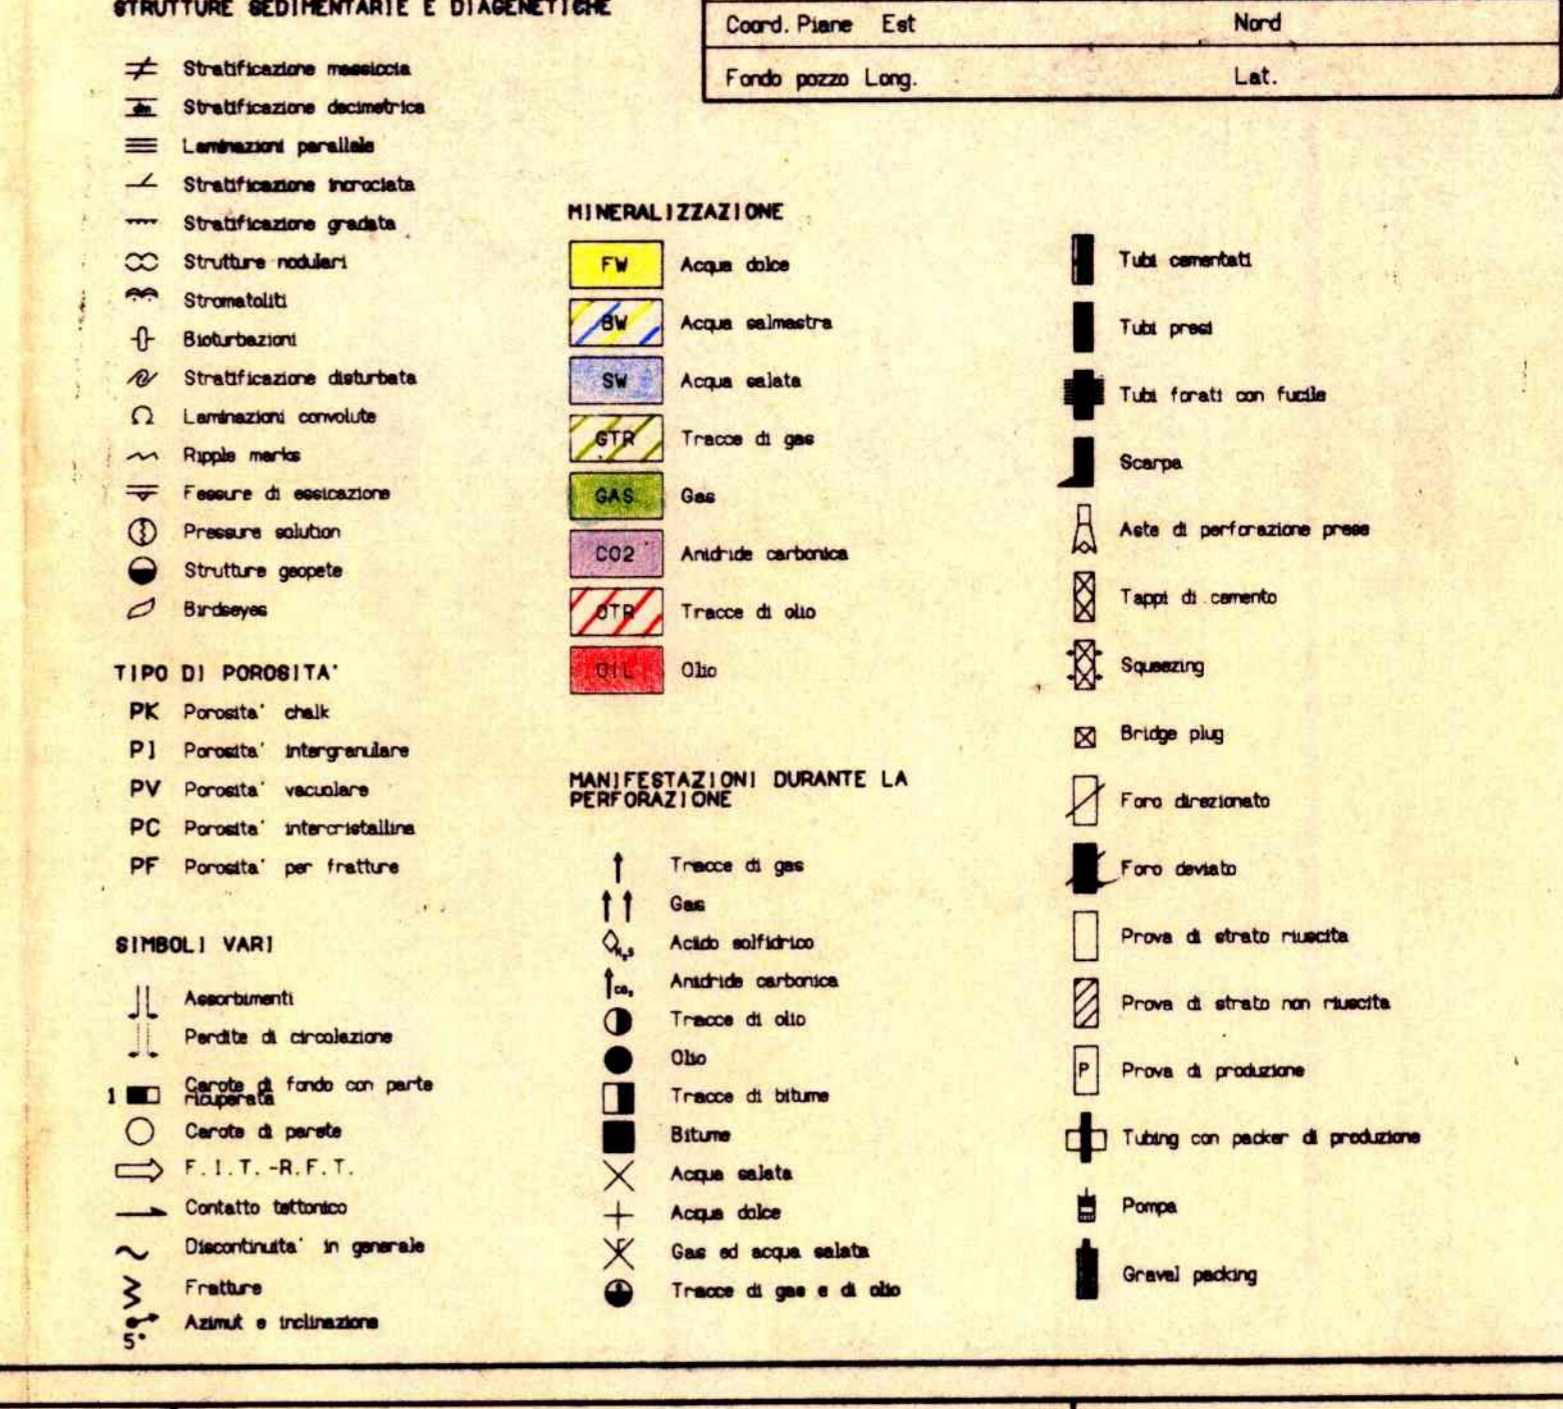 STRUTTURE SEDIMENTARIE E DIAGENETICHE
Stratificazione massiccia
dm Stratificazione decimetrica
Laminazioni parallele
Stratificazione incrociata
Stratificazione gradata
Strutture nodulari
Stromatoliti
Bioturbazioni
Stratificazione disturbata
Laminazioni convolute
Ripple marks
Fessure di essicazione
Pressure solution
Strutture geopete
Birdseyes
TIPO DI POROSITA'
PK Porosita' chalk
PI Porosita' intergranulare
PV Porosita' vacuolare
PC Porosita' intercristallina
PF Porosita' per fratture
SIMBOLI VARI
Assorbimenti
Perdite di circolazione
1 Carote di fondo con parte
ricuperata
Carote di parete
F.I.T.-R.F.T.
Contatto tettonico
Discontinuita' in generale
Fratture
Azimut e inclinazione
5°
Coord. Piane Est Nord
Fondo pozzo Long. Lat.
MINERALIZZAZIONE
FW Acqua dolce
BW Acqua salmastra
SW Acqua salata
GTR Tracce di gas
GAS Gas
CO2 Anidride carbonica
OTR Tracce di olio
OIL Olio
MANIFESTAZIONI DURANTE LA
PERFORAZIONE
Tracce di gas
Gas
H2S Acido solfidrico
CO2 Anidride carbonica
Tracce di olio
Olio
Tracce di bitume
Bitume
Acqua salata
Acqua dolce
Gas ed acqua salata
Tracce di gas e di olio
Tubi cementati
Tubi presi
Tubi forati con fucile
Scarpa
Aste di perforazione prese
Tappi di cemento
Squeezing
Bridge plug
Foro direzionato
Foro deviato
Prova di strato riuscita
Prova di strato non riuscita
P Prova di produzione
Tubing con packer di produzione
Pompa
Gravel packing